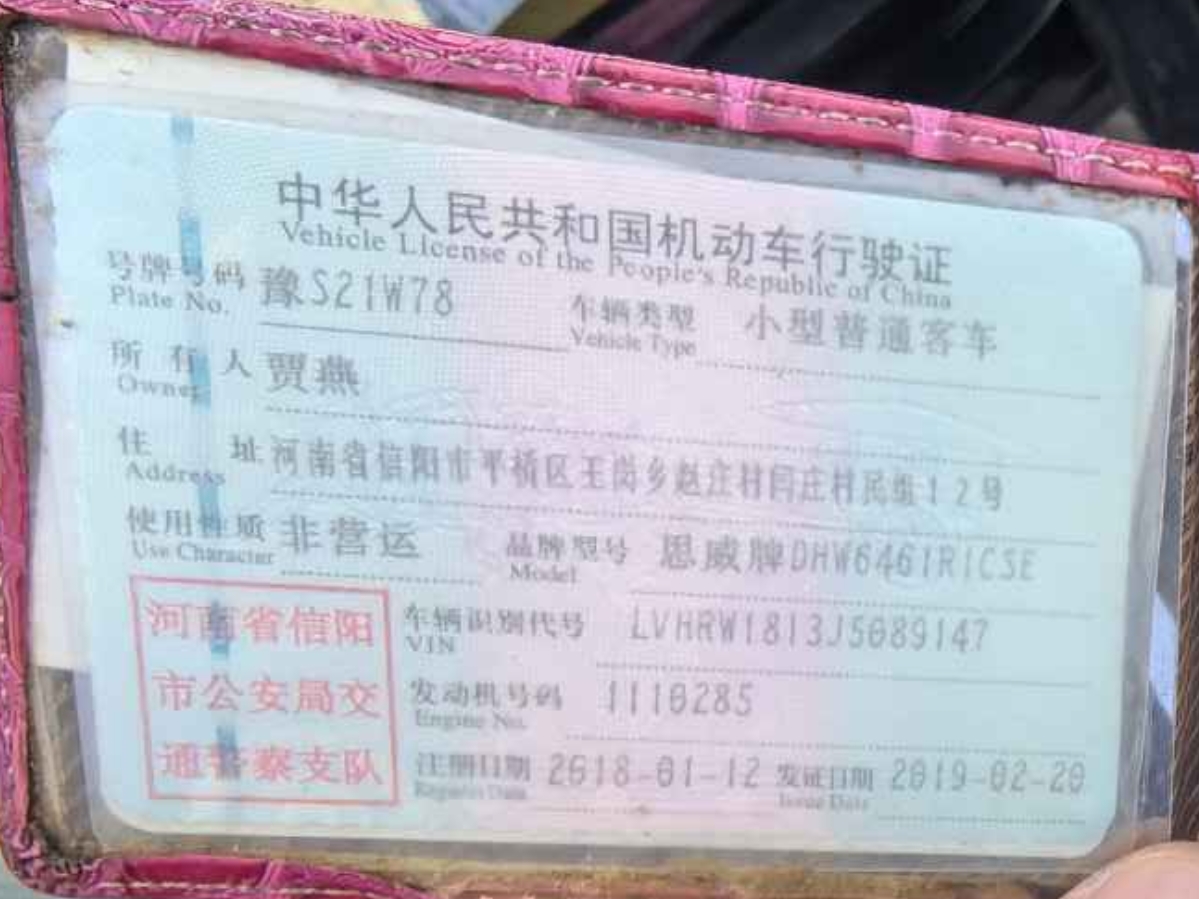 中华人民共和国机动车行驶证
Vehicle License of the People's Republic of China
号牌号码 豫S21W78 车辆类型 小型普通客车
Plate No. Vehicle Type
所有人 贾燕
Owner
住址 河南省信阳市平桥区王岗乡赵庄村闫庄村民组12号
Address
使用性质 非营运 品牌型号 思威牌DHW6461R1CSE
Use Character Model
河南省信阳 车辆识别代号 LVHRW1813J5089147
VIN
市公安局交 发动机号码 1110285
Engine No.
通警察支队 注册日期 2018-01-12 发证日期 2019-02-20
Register Date Issue Date